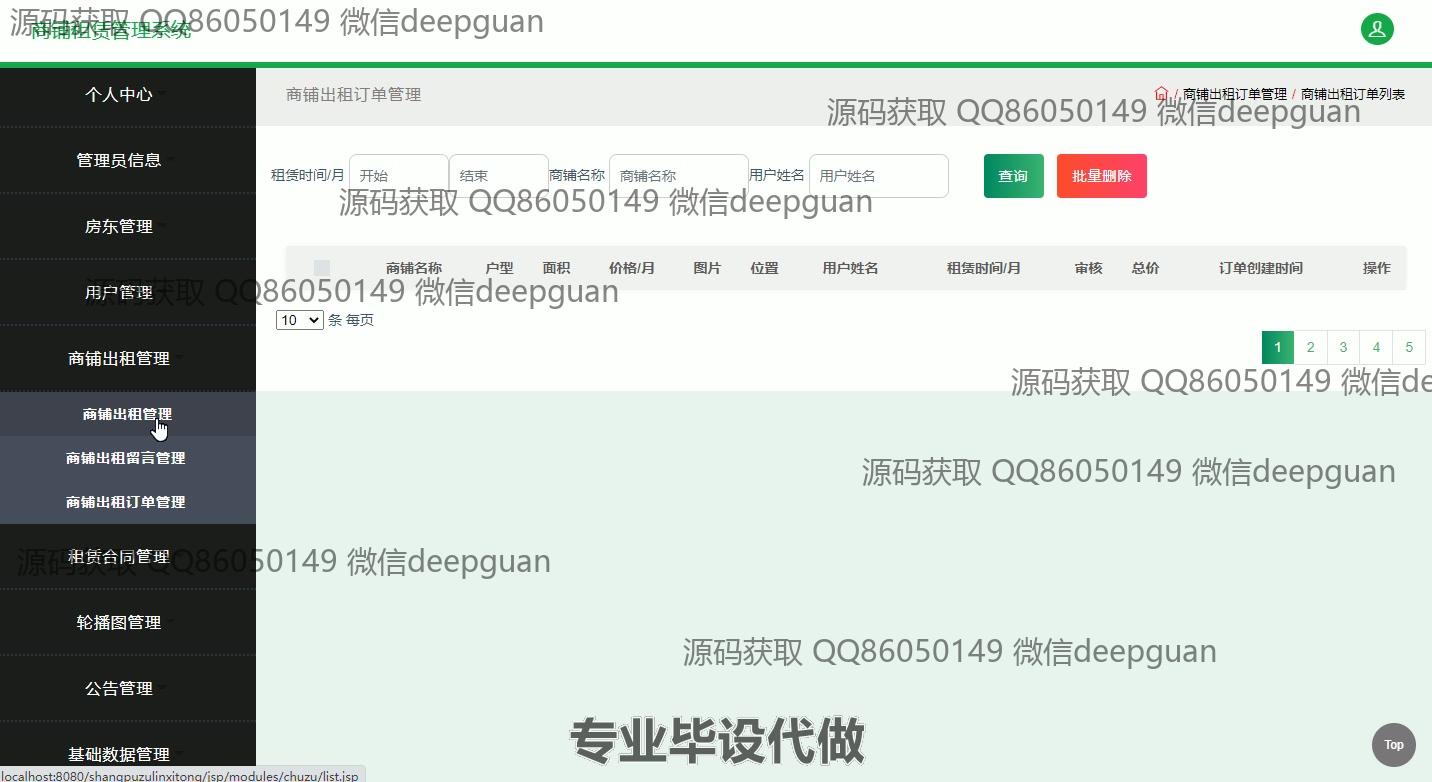 源码获取 QQ86050149 微信deepguan
商铺租赁管理系统
个人中心
商铺出租订单管理
/ 商铺出租订单管理 / 商铺出租订单列表
源码获取 QQ86050149 微信deepguan
管理员信息
租赁时间/月 开始 结束 商铺名称 商铺名称 用户姓名 用户姓名 查询 批量删除
源码获取 QQ86050149 微信deepguan
房东管理
商铺名称 户型 面积 价格/月 图片 位置 用户姓名 租赁时间/月 审核 总价 订单创建时间 操作
用户管理
源码获取 QQ86050149 微信deepguan
10 条 每页
1 2 3 4 5
商铺出租管理
源码获取 QQ86050149 微信de
商铺出租管理
商铺出租留言管理
源码获取 QQ86050149 微信deepguan
商铺出租订单管理
租赁合同管理
源码获取 QQ86050149 微信deepguan
轮播图管理
源码获取 QQ86050149 微信deepguan
公告管理
专业毕设代做
Top
基础数据管理
localhost:8080/shangpuzulinxitong/jsp/modules/chuzu/list.jsp